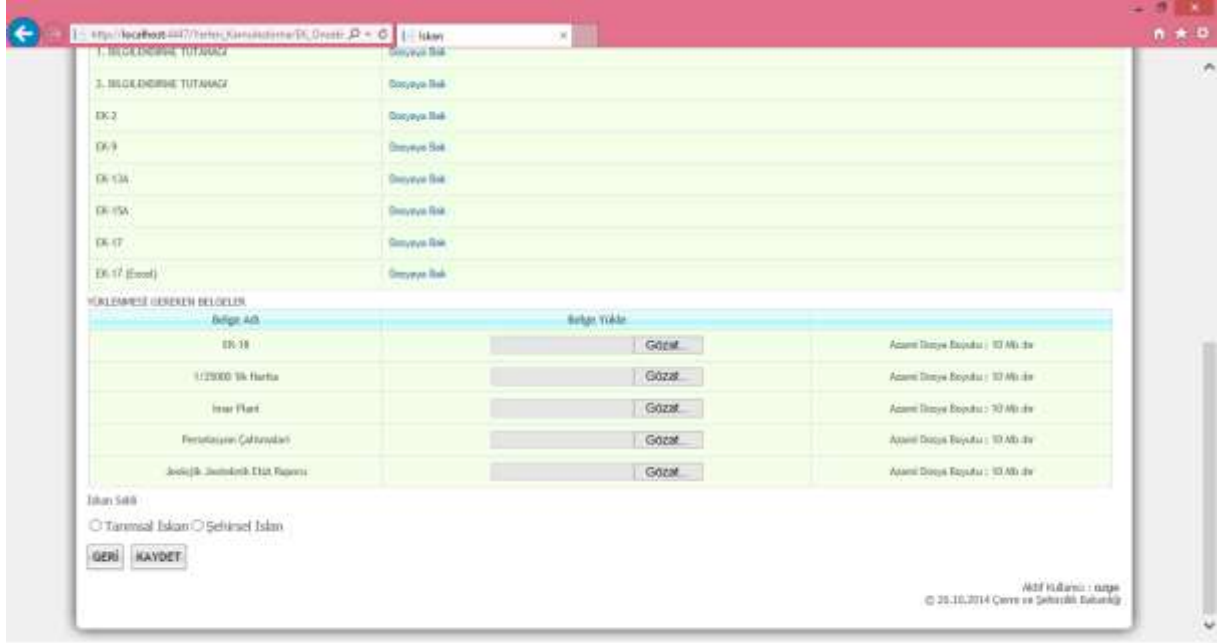 http://localhost:4447/
İskan
1. BİLGİLENDİRME TUTANAĞI Dosyaya Bak
3. BİLGİLENDİRME TUTANAĞI Dosyaya Bak
EK-2 Dosyaya Bak
EK-9 Dosyaya Bak
EK-13A Dosyaya Bak
EK-15A Dosyaya Bak
EK-17 Dosyaya Bak
EK-17 (Excel) Dosyaya Bak
YÜKLENMESİ GEREKEN BELGELER
Belge Adı Belge Yükle
EK-18 Gözat... Azami Dosya Boyutu : 10 Mb dır
1/25000 lik Harita Gözat... Azami Dosya Boyutu : 10 Mb dır
İmar Planı Gözat... Azami Dosya Boyutu : 10 Mb dır
Gözat... Azami Dosya Boyutu : 10 Mb dır
Jeolojik Jeoteknik Etüt Raporu Gözat... Azami Dosya Boyutu : 10 Mb dır
İskan Şekli
Tarımsal İskan Şehirsel İskan
GERİ KAYDET
Aktif Kullanıcı :
© 26.10.2014 Çevre ve Şehircilik Bakanlığı